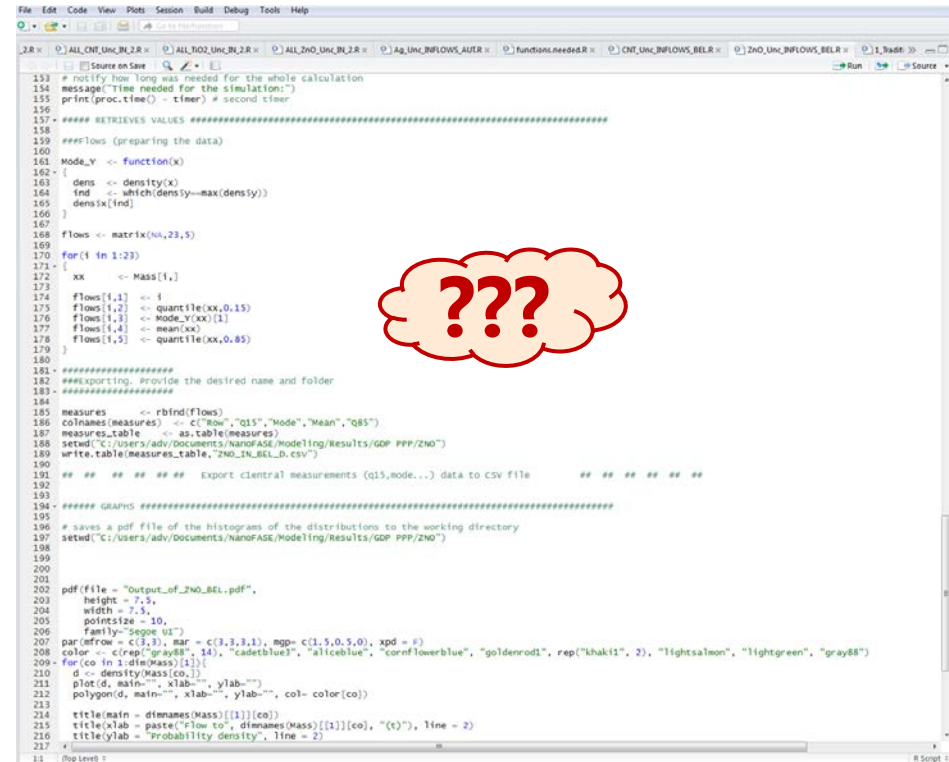 File Edit Code View Plots Session Build Debug Tools Help
Go to file/function
_2.R × ALL_CNT_Unc_IN_2.R × ALL_TiO2_Unc_IN_2.R × ALL_ZnO_Unc_IN_2.R × Ag_Unc_INFLOWS_AUT.R × functions.needed.R × CNT_Unc_INFLOWS_BEL.R × ZnO_Unc_INFLOWS_BEL.R × 1_Tradit
Source on Save Run Source
153 # notify how long was needed for the whole calculation
154 message("Time needed for the simulation:")
155 print(proc.time() - timer) # second timer
156
157 ##### RETRIEVES VALUES ####################################################################################
158
159 ###Flows (preparing the data)
160
161 Mode_Y <- function(x)
162 {
163 dens <- density(x)
164 ind <- which(dens$y==max(dens$y))
165 dens$x[ind]
166 }
167
168 flows <- matrix(NA,23,5)
169
170 for(i in 1:23)
171 {
172 xx <- Mass[i,]
173
174 flows[i,1] <- i
175 flows[i,2] <- quantile(xx,0.15)
176 flows[i,3] <- Mode_Y(xx)[1]
177 flows[i,4] <- mean(xx)
178 flows[i,5] <- quantile(xx,0.85)
179 }
???
180
181 ####################
182 ###Exporting. Provide the desired name and folder
183 ####################
184
185 measures <- rbind(flows)
186 colnames(measures) <- c("Row","Q15","Mode","Mean","Q85")
187 measures_table <- as.table(measures)
188 setwd("C:/Users/adv/Documents/NanoFASE/Modeling/Results/GDP PPP/ZNO")
189 write.table(measures_table,"ZNO_IN_BEL_D.csv")
190
191 ## ## ## ## ## ## Export c1entral measurements (q15,mode...) data to CSV file ## ## ## ## ## ##
192
193
194 ###### GRAPHS ###############################################################################################
195
196 # saves a pdf file of the histograms of the distributions to the working directory
197 setwd("C:/Users/adv/Documents/NanoFASE/Modeling/Results/GDP PPP/ZNO")
198
199
200
201
202 pdf(file = "Output_of_ZNO_BEL.pdf",
203 height = 7.5,
204 width = 7.5,
205 pointsize = 10,
206 family="Segoe UI")
207 par(mfrow = c(3,3), mar = c(3,3,3,1), mgp= c(1.5,0.5,0), xpd = F)
208 color <- c(rep("gray88", 14), "cadetblue3", "aliceblue", "cornflowerblue", "goldenrod1", rep("khaki1", 2), "lightsalmon", "lightgreen", "gray88")
209 for(co in 1:dim(Mass)[1]){
210 d <- density(Mass[co,])
211 plot(d, main="", xlab="", ylab="")
212 polygon(d, main="", xlab="", ylab="", col= color[co])
213
214 title(main = dimnames(Mass)[[1]][co])
215 title(xlab = paste("Flow to", dimnames(Mass)[[1]][co], "(t)"), line = 2)
216 title(ylab = "Probability density", line = 2)
217
1:1 (Top Level) R Script